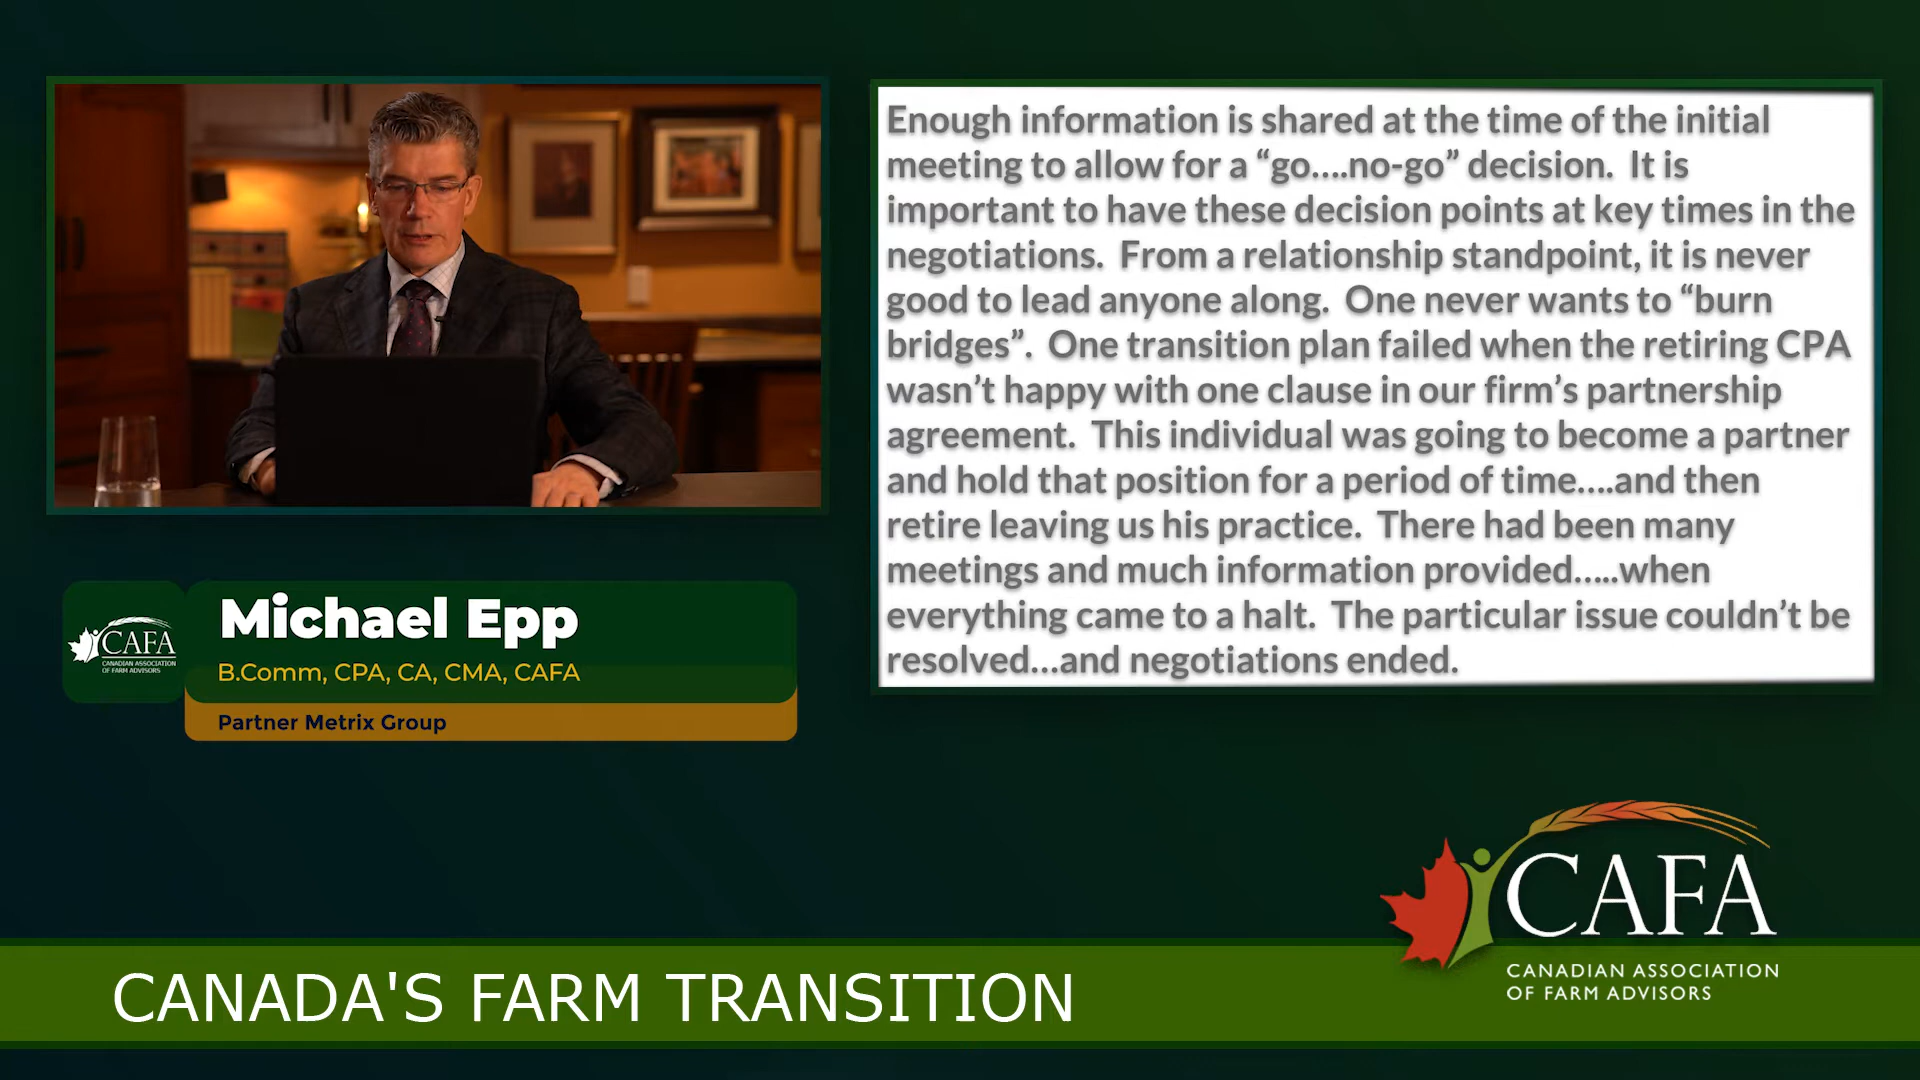 Enough information is shared at the time of the initial
meeting to allow for a “go....no-go” decision.  It is
important to have these decision points at key times in the
negotiations.  From a relationship standpoint, it is never
good to lead anyone along.  One never wants to “burn
bridges”.  One transition plan failed when the retiring CPA
wasn’t happy with one clause in our firm’s partnership
agreement.  This individual was going to become a partner
and hold that position for a period of time....and then
retire leaving us his practice.  There had been many
meetings and much information provided.....when
everything came to a halt.  The particular issue couldn’t be
resolved...and negotiations ended.
CAFA
CANADIAN ASSOCIATION
OF FARM ADVISORS
Michael Epp
B.Comm, CPA, CA, CMA, CAFA
Partner Metrix Group
CAFA
CANADIAN ASSOCIATION
OF FARM ADVISORS
CANADA'S FARM TRANSITION